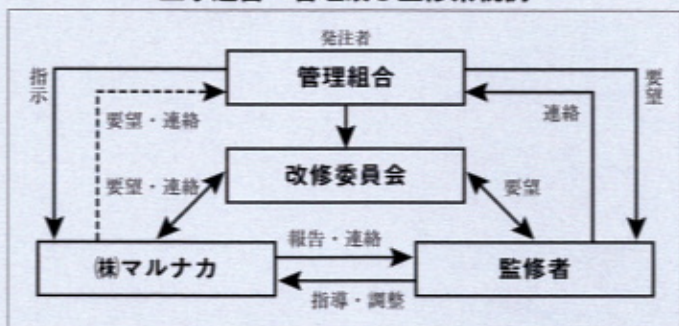 発注者
管理組合
指示
要望
要望・連絡
連絡
改修委員会
要望・連絡
要望
㈱マルナカ
報告・連絡
監修者
指導・調整